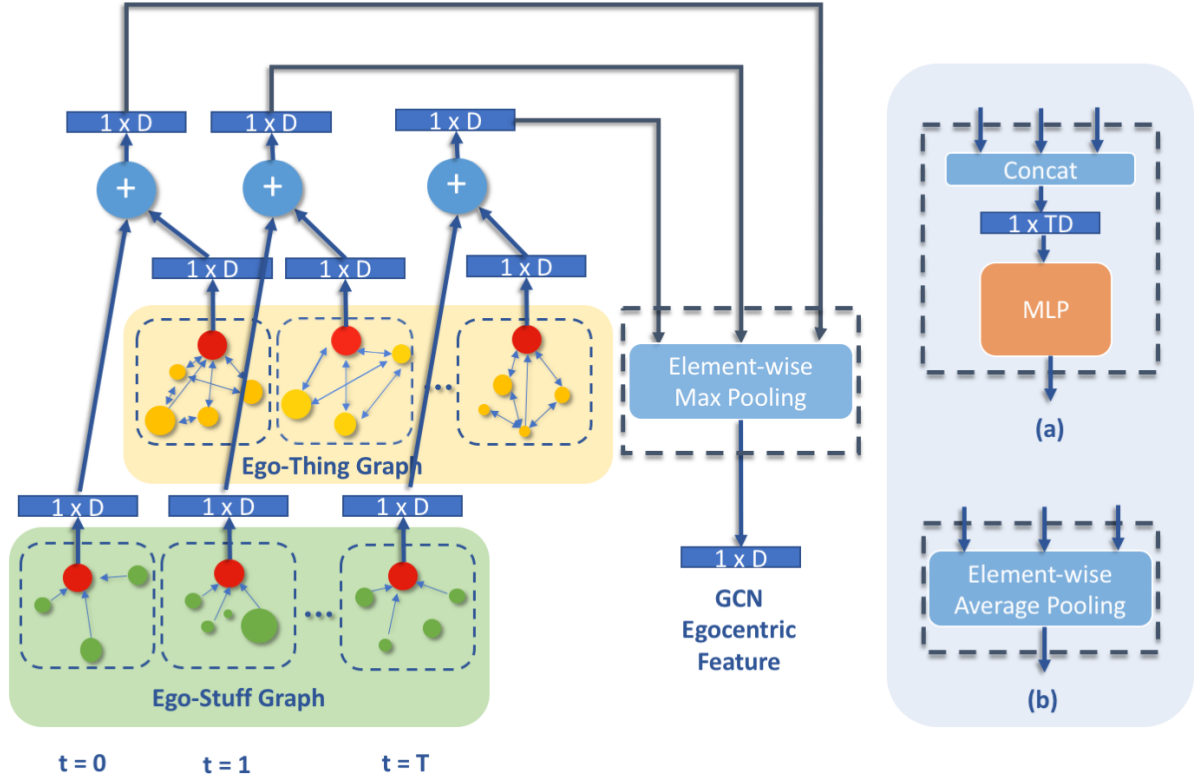 1 x D
1 x D
1 x D
+
+
+
1 x D
1 x D
1 x D
Ego-Thing Graph
1 x D
1 x D
1 x D
Ego-Stuff Graph
t = 0
t = 1
t = T
Element-wise
Max Pooling
1 x D
GCN
Egocentric
Feature
Concat
1 x TD
MLP
(a)
Element-wise
Average Pooling
(b)